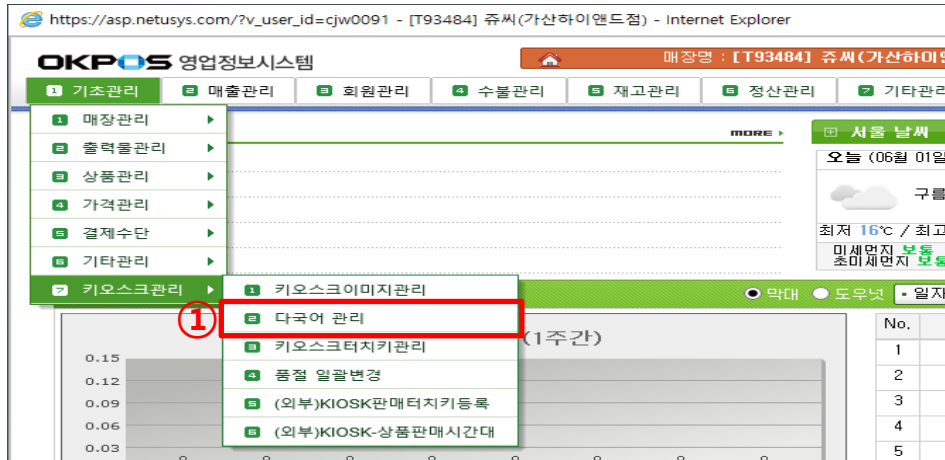 https://asp.netusys.com/?v_user_id=cjw0091 - [T93484] 쥬씨(가산하이앤드점) - Internet Explorer
OKPOS 영업정보시스템
매장명 : [T93484] 쥬씨(가산하이
1 기초관리 2 매출관리 3 회원관리 4 수불관리 5 재고관리 6 정산관리 7 기타관리
1 매장관리
2 출력물관리
3 상품관리
4 가격관리
5 결제수단
6 기타관리
7 키오스크관리
more
서울 날씨
오늘 (06월 01일
구름
최저 16℃ / 최고
미세먼지 보통
초미세먼지 보통
1 키오스크이미지관리
① 2 다국어 관리
3 키오스크터치키관리
4 품절 일괄변경
5 (외부)KIOSK판매터치키등록
6 (외부)KIOSK-상품판매시간대
막대 도우넛 일자
(1주간)
0.15
0.12
0.09
0.06
0.03
No.
1
2
3
4
5